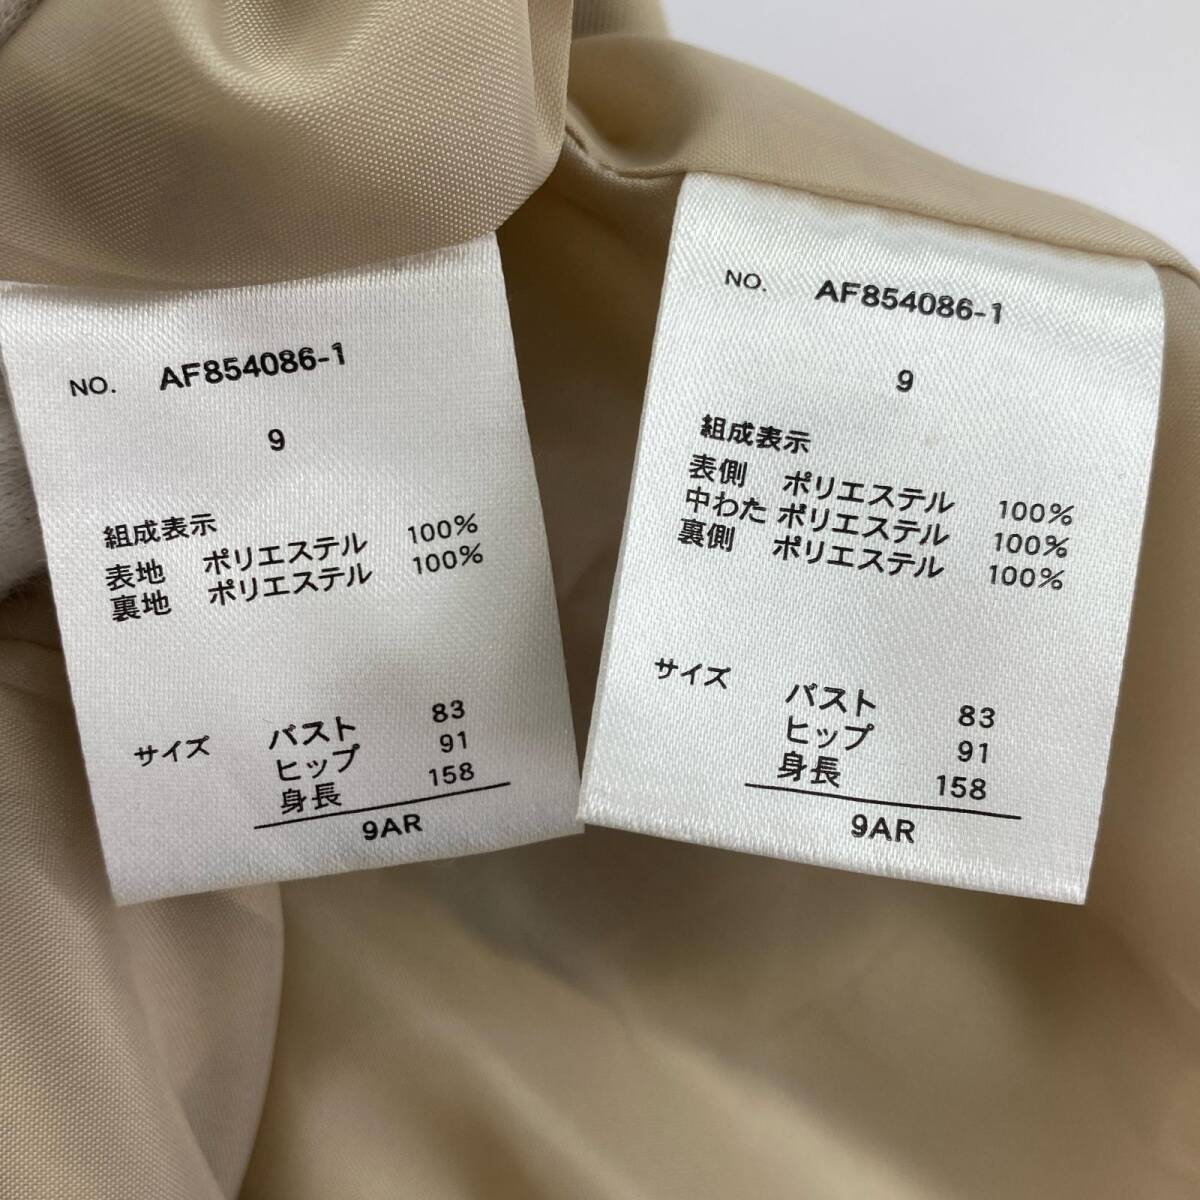 NO. AF854086-1
9
組成表示
表地 ポリエステル 100%
裏地 ポリエステル 100%
サイズ バスト 83
ヒップ 91
身長 158
9AR
NO. AF854086-1
9
組成表示
表側 ポリエステル 100%
中わた ポリエステル 100%
裏側 ポリエステル 100%
サイズ バスト 83
ヒップ 91
身長 158
9AR